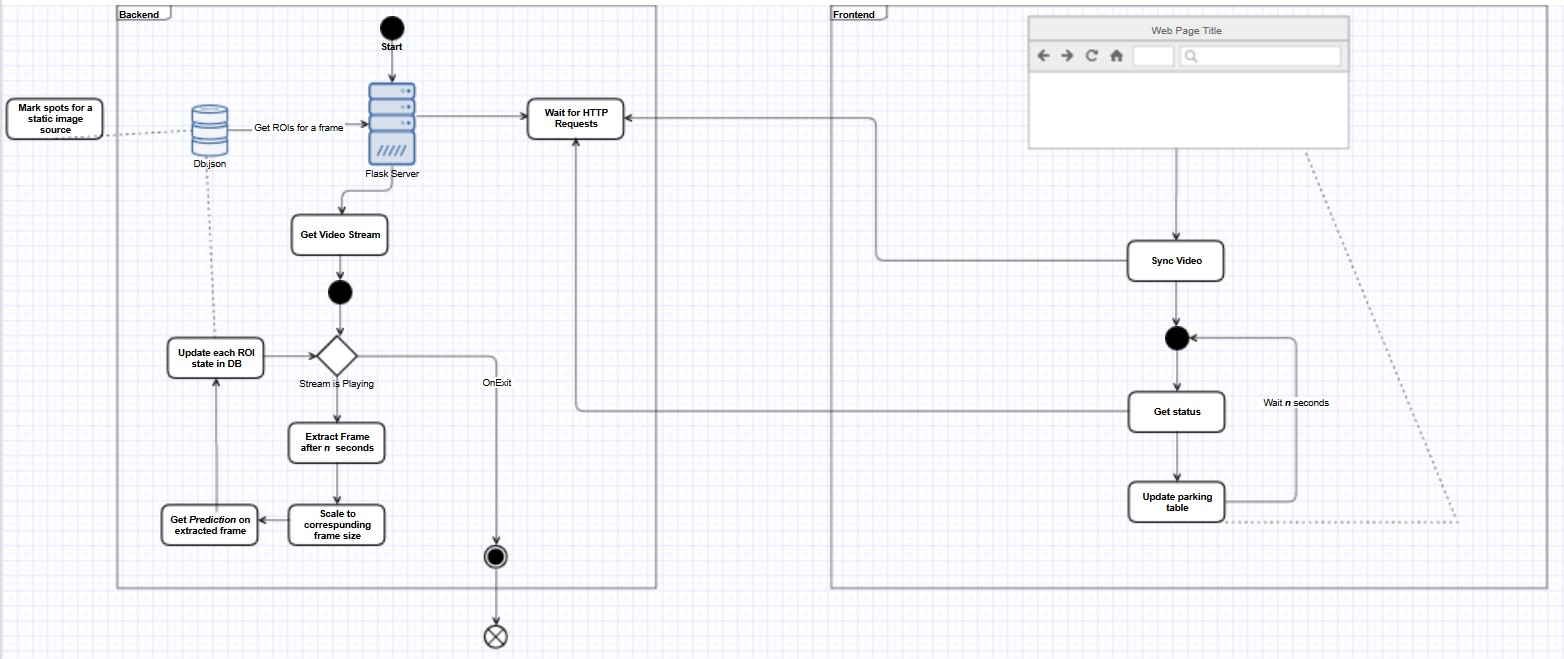 Backend
Start
Mark spots for a
static image
source
Get ROIs for a frame
Db.json
Flask Server
Wait for HTTP
Requests
Get Video Stream
Update each ROI
state in DB
Stream is Playing
OnExit
Extract Frame
after n seconds
Get Prediction on
extracted frame
Scale to
correspunding
frame size
Frontend
Web Page Title
Sync Video
Get status
Wait n seconds
Update parking
table